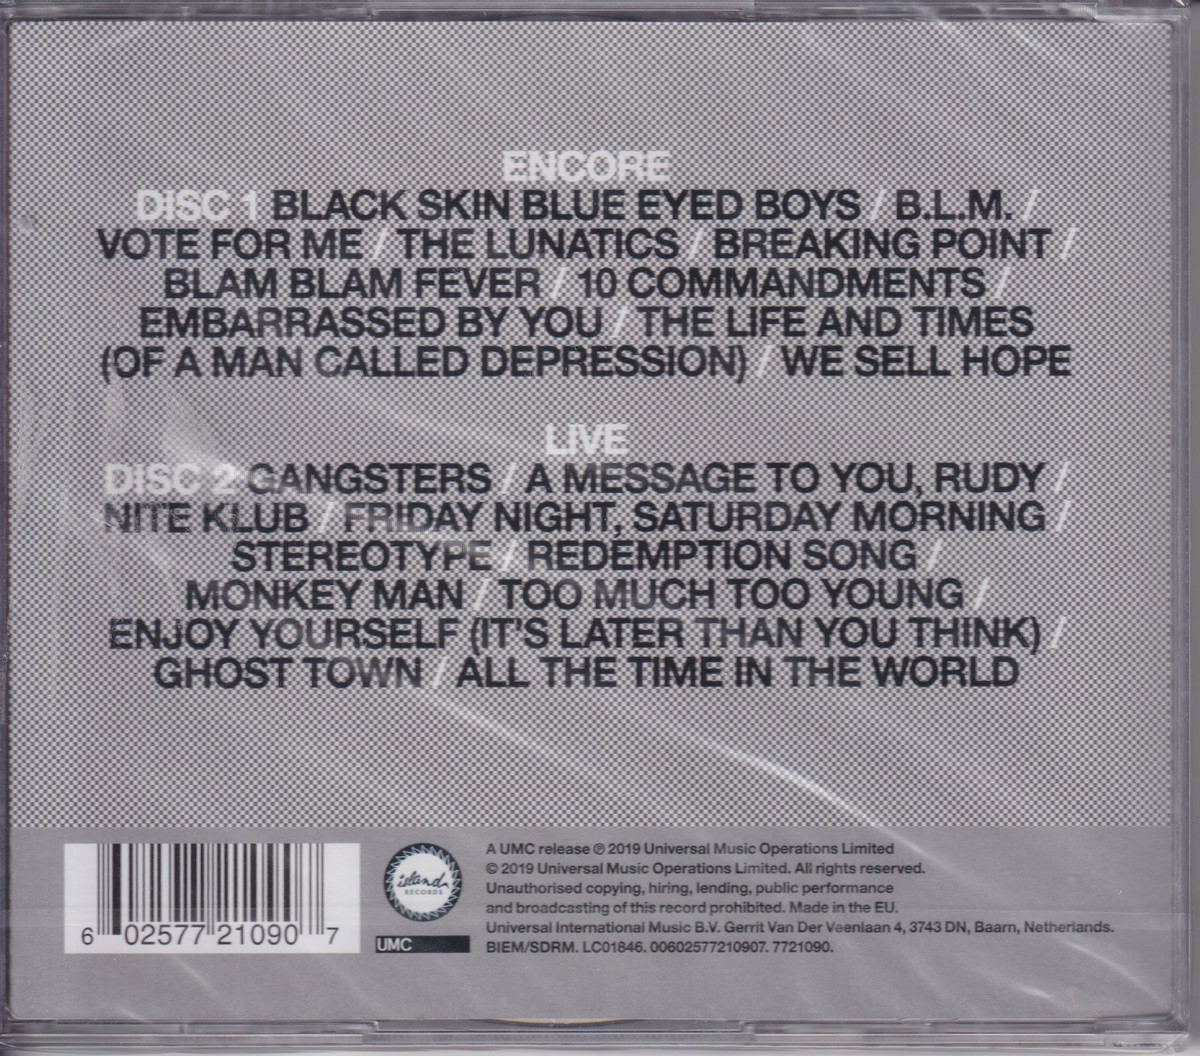 ENCORE
DISC 1 BLACK SKIN BLUE EYED BOYS / B.L.M. /
VOTE FOR ME / THE LUNATICS / BREAKING POINT /
BLAM BLAM FEVER / 10 COMMANDMENTS /
EMBARRASSED BY YOU / THE LIFE AND TIMES
(OF A MAN CALLED DEPRESSION) / WE SELL HOPE
LIVE
DISC 2 GANGSTERS / A MESSAGE TO YOU, RUDY /
NITE KLUB / FRIDAY NIGHT, SATURDAY MORNING /
STEREOTYPE / REDEMPTION SONG /
MONKEY MAN / TOO MUCH TOO YOUNG /
ENJOY YOURSELF (IT'S LATER THAN YOU THINK) /
GHOST TOWN / ALL THE TIME IN THE WORLD
6 02577 21090 7
island
RECORDS
UMC
A UMC release ℗ 2019 Universal Music Operations Limited
© 2019 Universal Music Operations Limited. All rights reserved.
Unauthorised copying, hiring, lending, public performance
and broadcasting of this record prohibited. Made in the EU.
Universal International Music B.V. Gerrit Van Der Veenlaan 4, 3743 DN, Baarn, Netherlands.
BIEM/SDRM. LC01846. 00602577210907. 7721090.